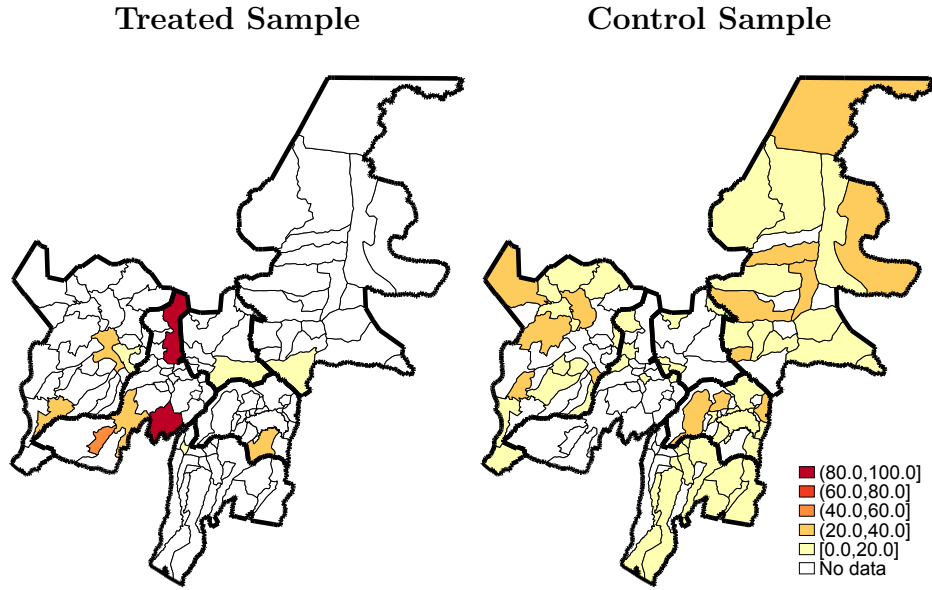 Treated Sample
Control Sample
(80.0,100.0]
(60.0,80.0]
(40.0,60.0]
(20.0,40.0]
[0.0,20.0]
No data